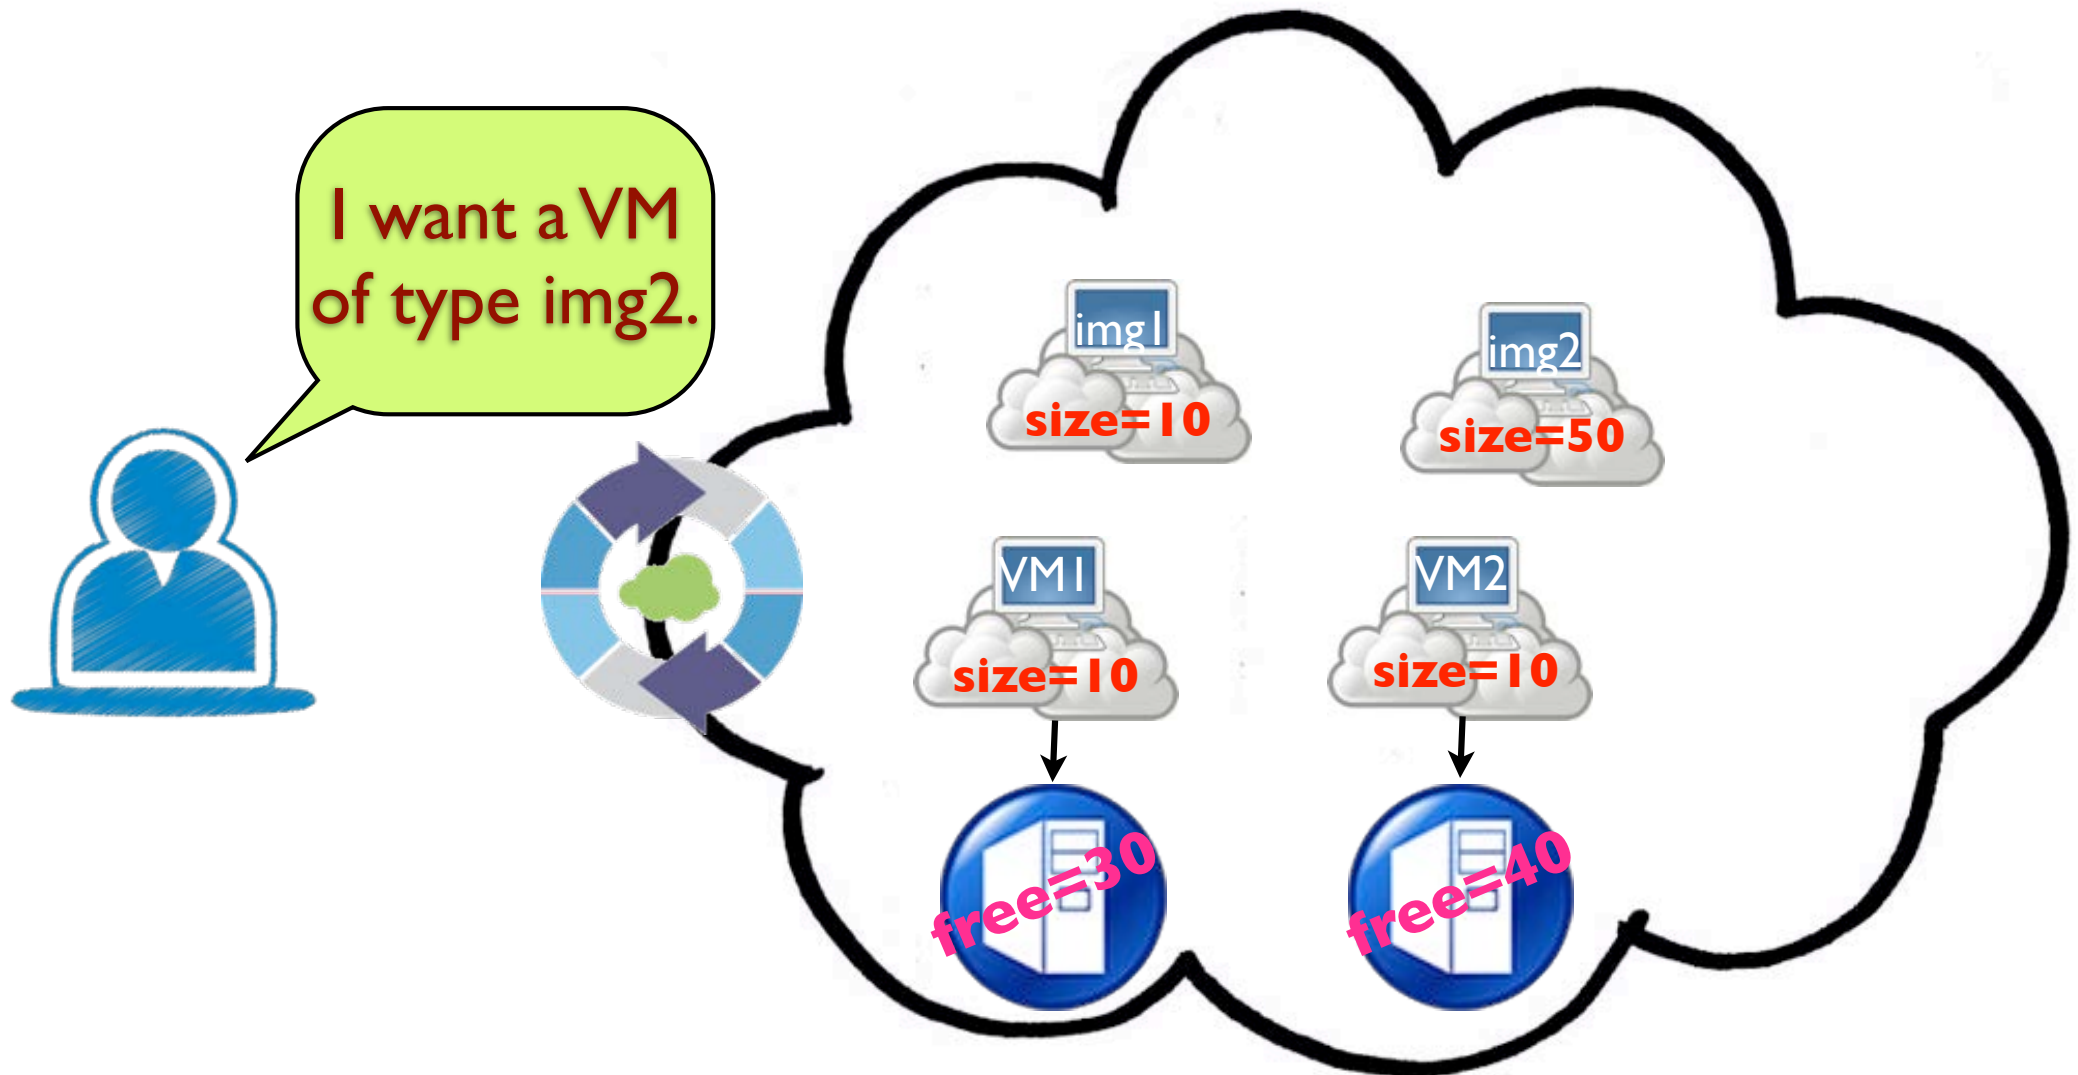 I want a VM
of type img2.
img1
size=10
img2
size=50
VM1
size=10
VM2
size=10
free=30
free=40